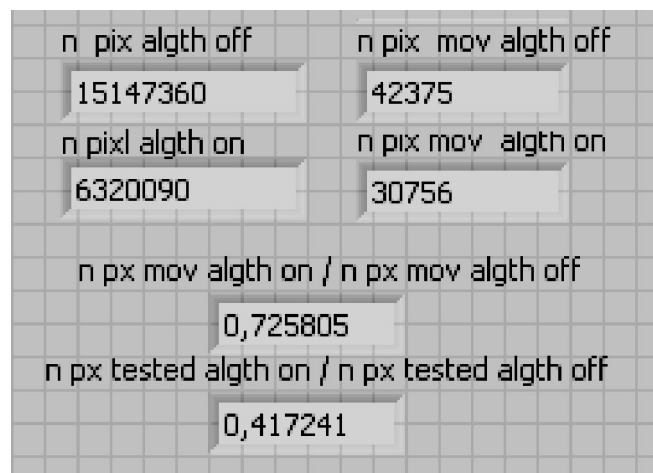 n pix algth off n pix mov algth off
15147360 42375
n pixl algth on n pix mov algth on
6320090 30756
n px mov algth on / n px mov algth off
0,725805
n px tested algth on / n px tested algth off
0,417241